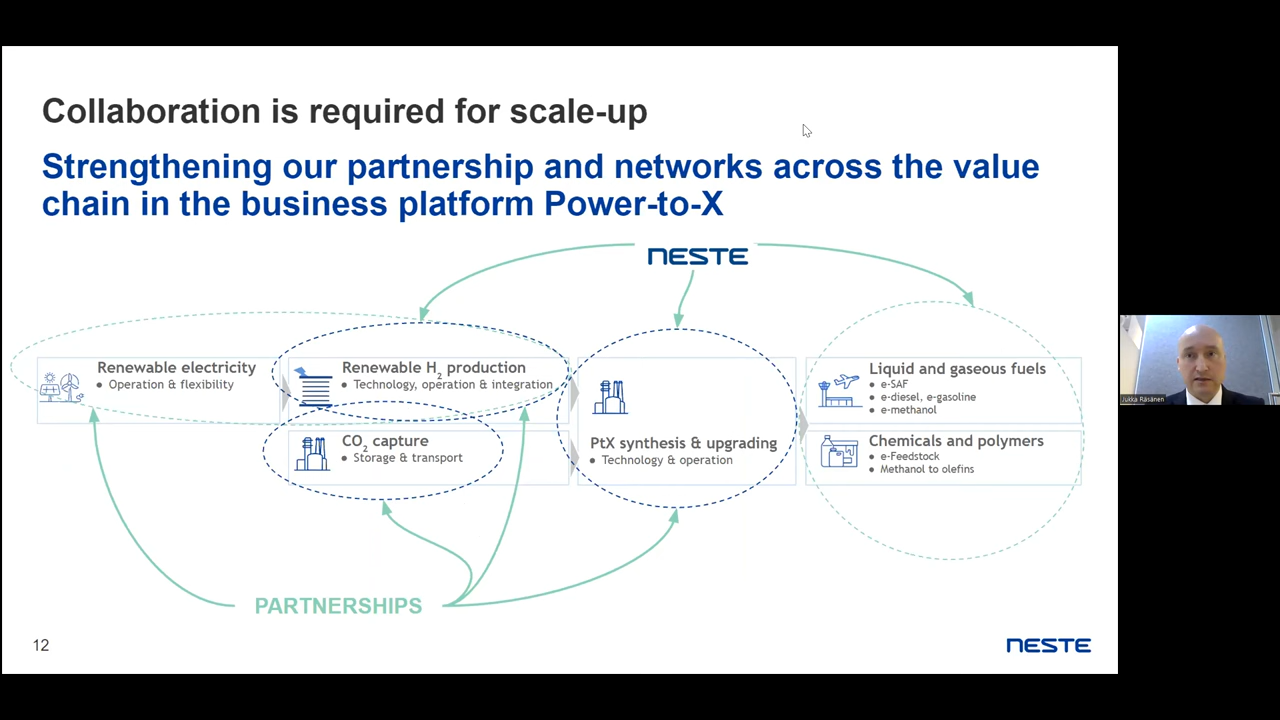 Collaboration is required for scale-up
Strengthening our partnership and networks across the value
chain in the business platform Power-to-X
NESTE
Renewable electricity
● Operation & flexibility
Renewable H2 production
● Technology, operation & integration
CO2 capture
● Storage & transport
PtX synthesis & upgrading
● Technology & operation
Liquid and gaseous fuels
● e-SAF
● e-diesel, e-gasoline
● e-methanol
Chemicals and polymers
● e-Feedstock
● Methanol to olefins
PARTNERSHIPS
12
NESTE
Jukka Räsänen